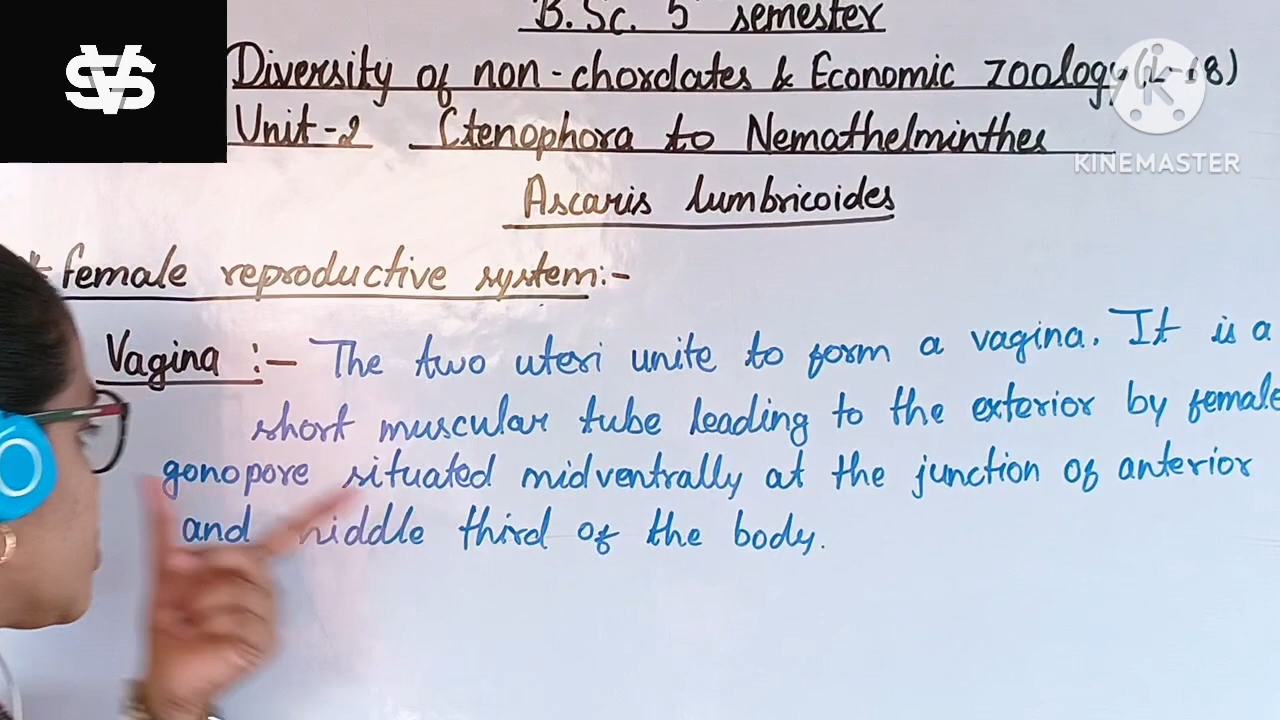 B.Sc. 5 semester
Diversity of non-chordates & Economic zoology (L-18)
Unit-2 Ctenophora to Nemathelminthes
KINEMASTER
Ascaris lumbricoides
* female reproductive system:-
Vagina :- The two uteri unite to form a vagina. It is a
short muscular tube leading to the exterior by female
gonopore situated midventrally at the junction of anterior
and middle third of the body.